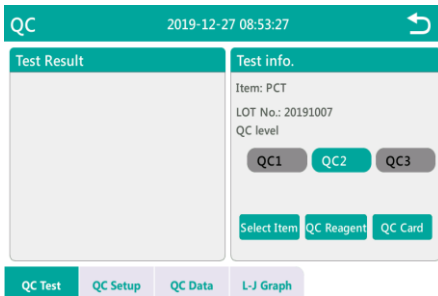 QC 2019-12-27 08:53:27
Test Result
Test info.
Item: PCT
LOT No.: 20191007
QC level
QC1 QC2 QC3
Select Item QC Reagent QC Card
QC Test QC Setup QC Data L-J Graph